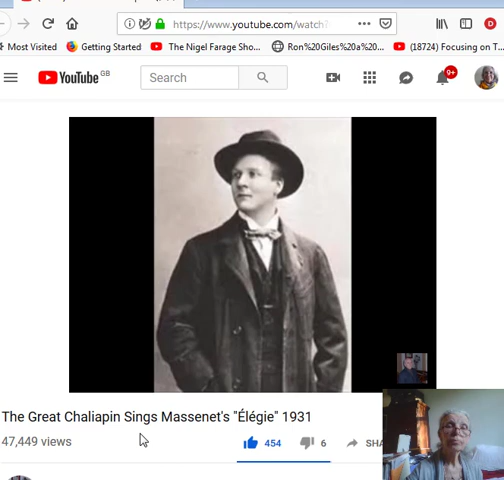 https://www.youtube.com/watch?
Most Visited Getting Started The Nigel Farage Sho... Ron%20Giles%20a%20... (18724) Focusing on T...
YouTube GB Search 9+ 
The Great Chaliapin Sings Massenet's "Élégie" 1931
47,449 views 454 6 SHA